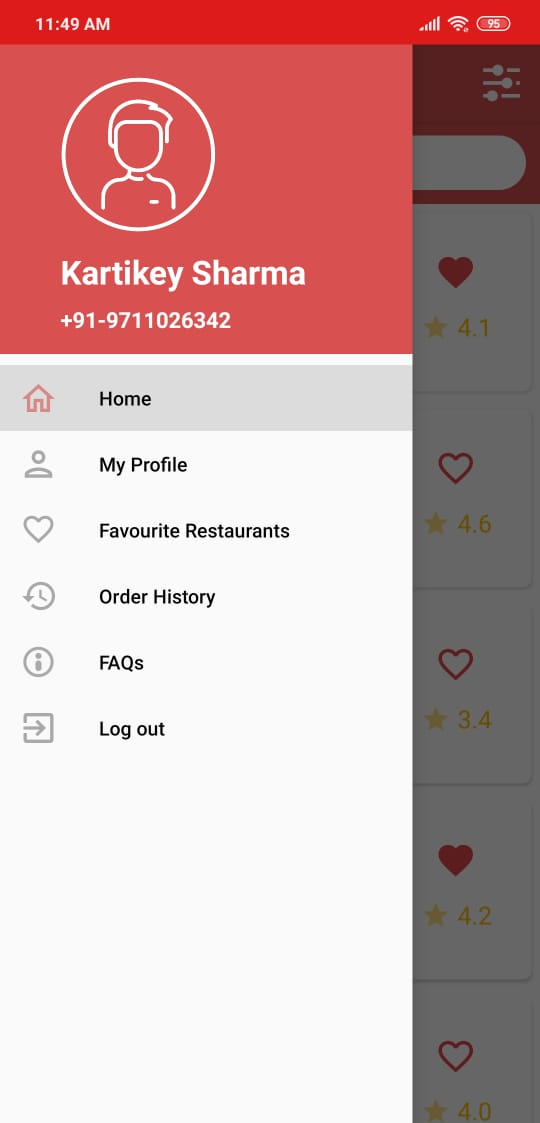 11:49 AM
95
Kartikey Sharma
+91-9711026342
Home
My Profile
Favourite Restaurants
Order History
FAQs
Log out
4.1
4.6
3.4
4.2
4.0